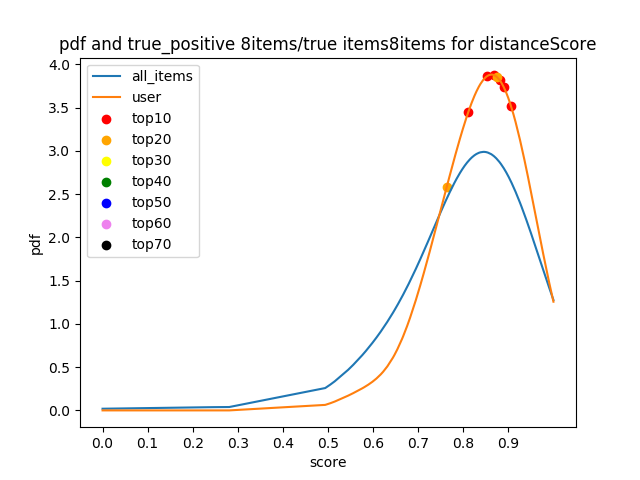 pdf and true_positive 8items/true items8items for distanceScore
all_items
user
top10
top20
top30
top40
top50
top60
top70
4.0
3.5
3.0
2.5
2.0
1.5
1.0
0.5
0.0
pdf
0.0 0.1 0.2 0.3 0.4 0.5 0.6 0.7 0.8 0.9
score